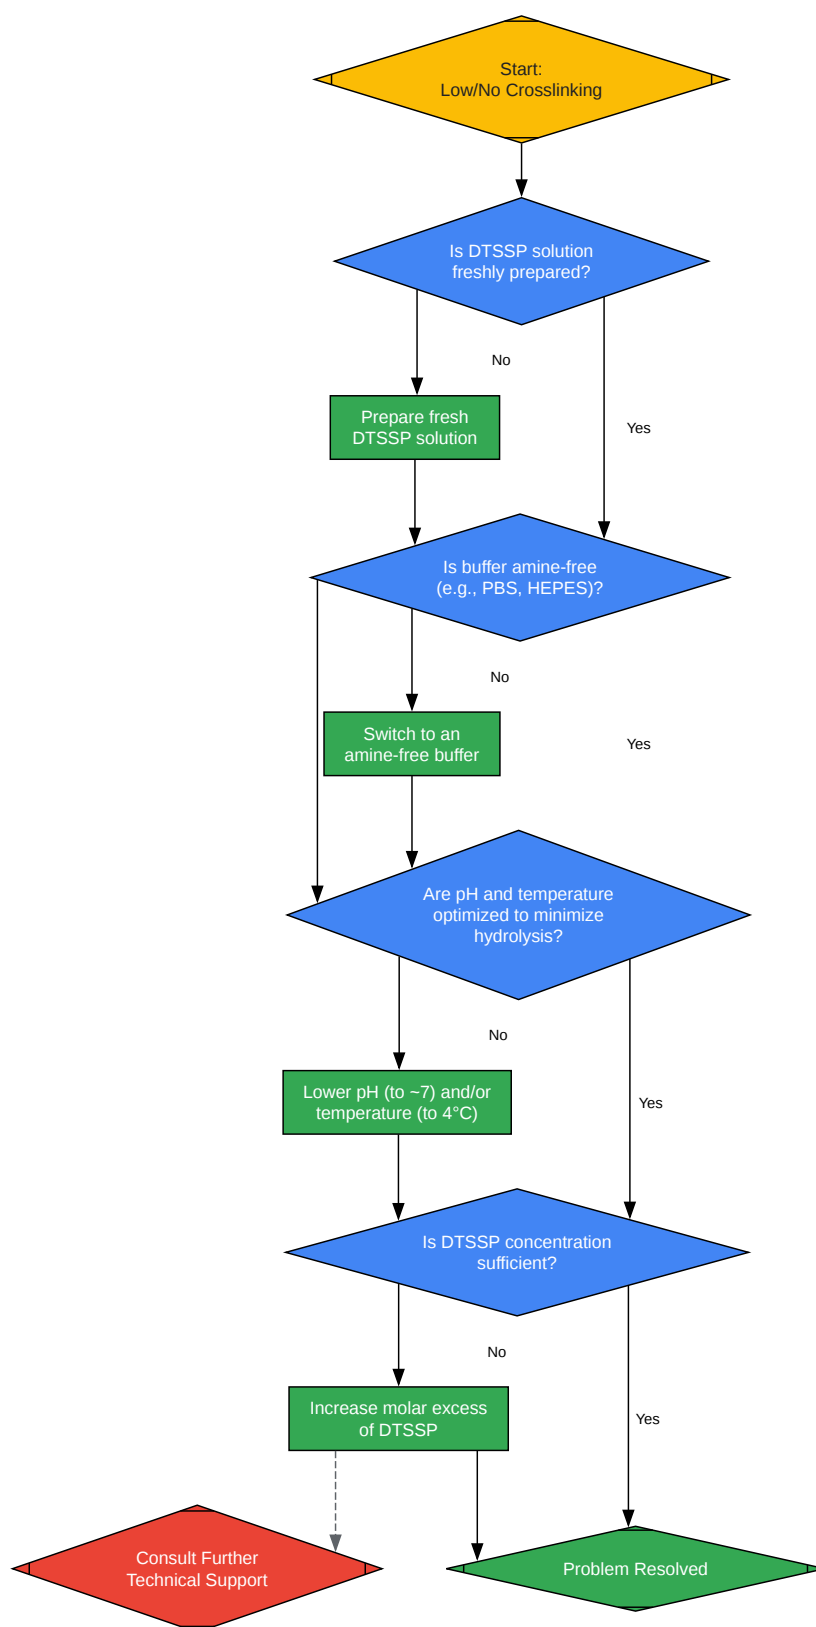 Start:
Low/No Crosslinking
Is DTSSP solution
freshly prepared?
No
Prepare fresh
DTSSP solution
Yes
Is buffer amine-free
(e.g., PBS, HEPES)?
No
Switch to an
amine-free buffer
Yes
Are pH and temperature
optimized to minimize
hydrolysis?
No
Lower pH (to ~7) and/or
temperature (to 4°C)
Yes
Is DTSSP concentration
sufficient?
No
Increase molar excess
of DTSSP
Yes
Consult Further
Technical Support
Problem Resolved